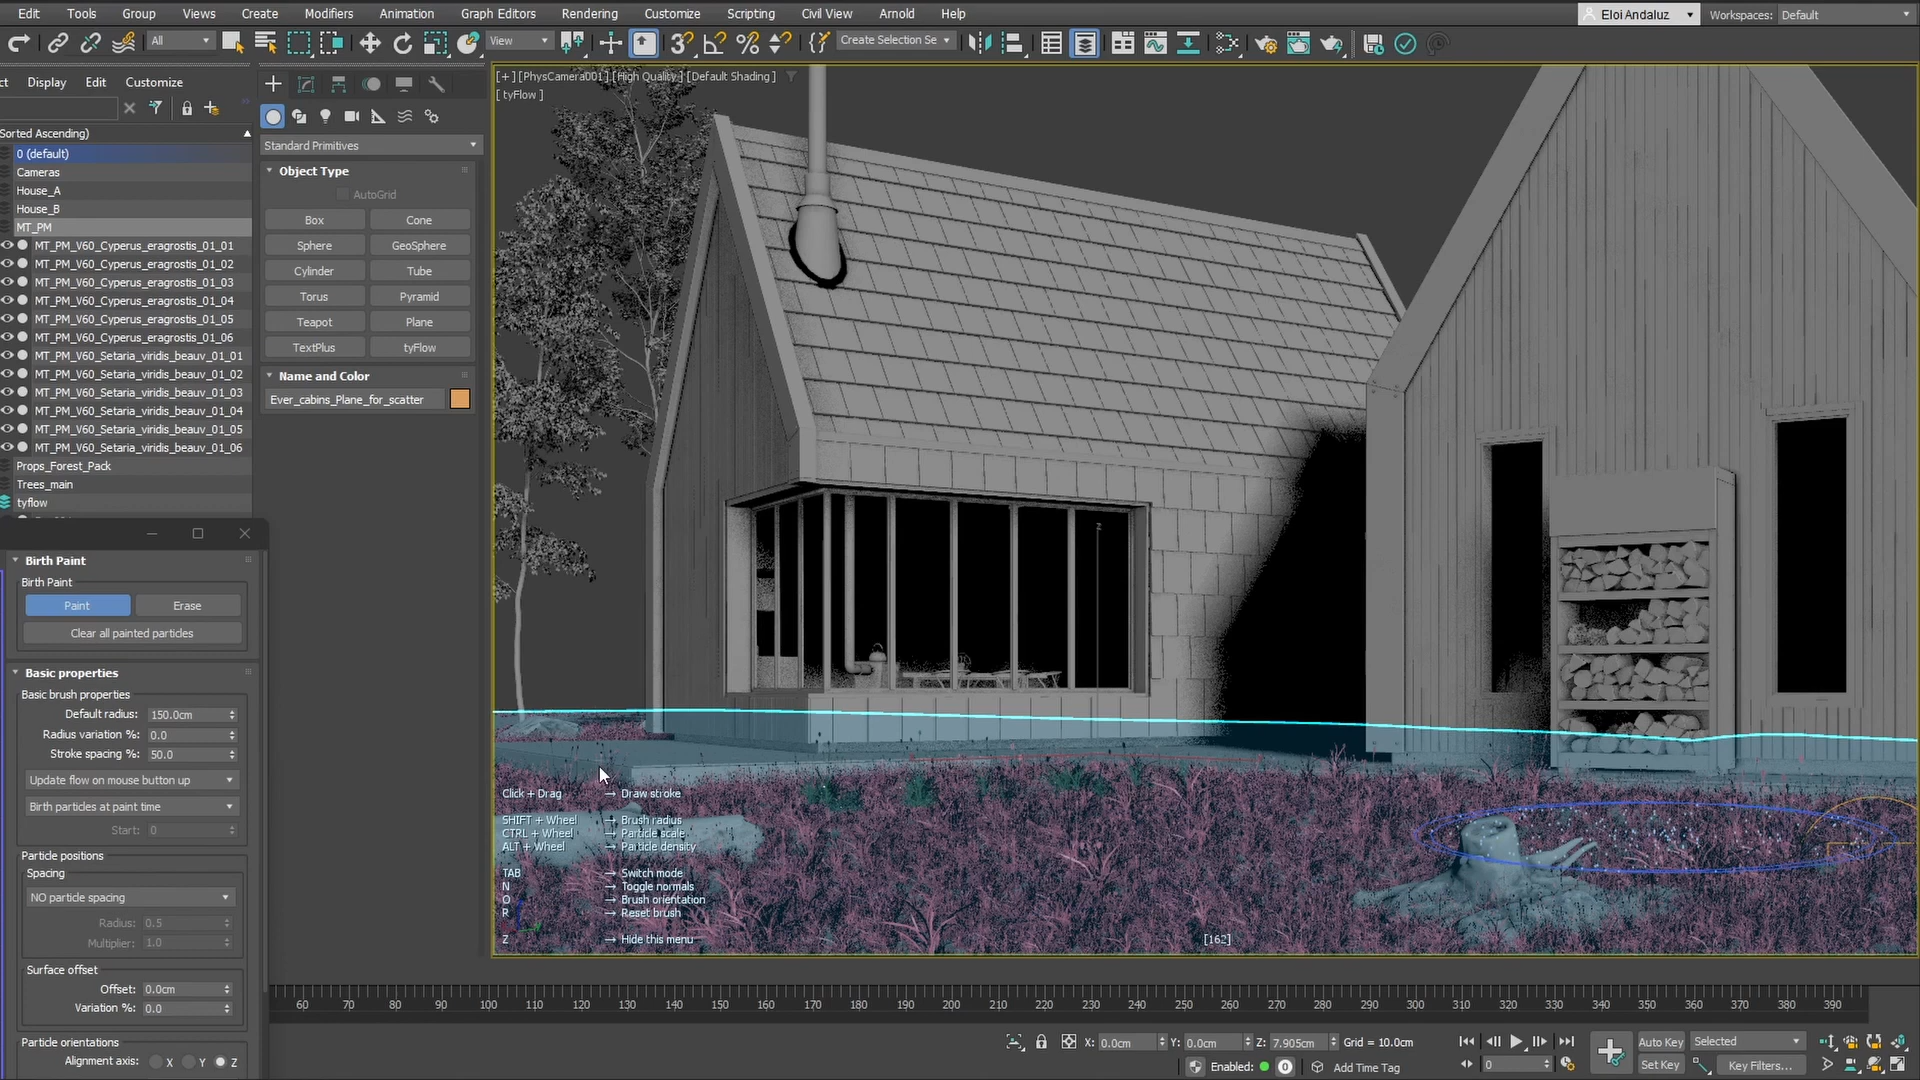 Edit Tools Group Views Create Modifiers Animation Graph Editors Rendering Customize Scripting Civil View Arnold Help Eloi Andaluz Workspaces: Default
All View Create Selection Se
Display Edit Customize
Sorted Ascending)
0 (default)
Cameras
House_A
House_B
MT_PM
MT_PM_V60_Cyperus_eragrostis_01_01
MT_PM_V60_Cyperus_eragrostis_01_02
MT_PM_V60_Cyperus_eragrostis_01_03
MT_PM_V60_Cyperus_eragrostis_01_04
MT_PM_V60_Cyperus_eragrostis_01_05
MT_PM_V60_Cyperus_eragrostis_01_06
MT_PM_V60_Setaria_viridis_beauv_01_01
MT_PM_V60_Setaria_viridis_beauv_01_02
MT_PM_V60_Setaria_viridis_beauv_01_03
MT_PM_V60_Setaria_viridis_beauv_01_04
MT_PM_V60_Setaria_viridis_beauv_01_05
MT_PM_V60_Setaria_viridis_beauv_01_06
Props_Forest_Pack
Trees_main
tyflow
Standard Primitives
Object Type
AutoGrid
Box Cone
Sphere GeoSphere
Cylinder Tube
Torus Pyramid
Teapot Plane
TextPlus tyFlow
Name and Color
Ever_cabins_Plane_for_scatter
[+] [PhysCamera001] [High Quality] [Default Shading]
[ tyFlow ]
Birth Paint
Birth Paint
Paint Erase
Clear all painted particles
Basic properties
Basic brush properties
Default radius: 150.0cm
Radius variation %: 0.0
Stroke spacing %: 50.0
Update flow on mouse button up
Birth particles at paint time
Start: 0
Particle positions
Spacing
NO particle spacing
Radius: 0.5
Multiplier: 1.0
Surface offset
Offset: 0.0cm
Variation %: 0.0
Particle orientations
Alignment axis: X Y Z
Click + Drag → Draw stroke
SHIFT + Wheel → Brush radius
CTRL + Wheel → Particle scale
ALT + Wheel → Particle density
TAB → Switch mode
N → Toggle normals
O → Brush orientation
R → Reset brush
Z → Hide this menu
[162]
60 70 80 90 100 110 120 130 140 150 160 170 180 190 200 210 220 230 240 250 260 270 280 290 300 310 320 330 340 350 360 370 380 390
X: 0.0cm Y: 0.0cm Z: 7.905cm Grid = 10.0cm Auto Key Selected
Enabled: 0 Add Time Tag 0 Set Key Key Filters...